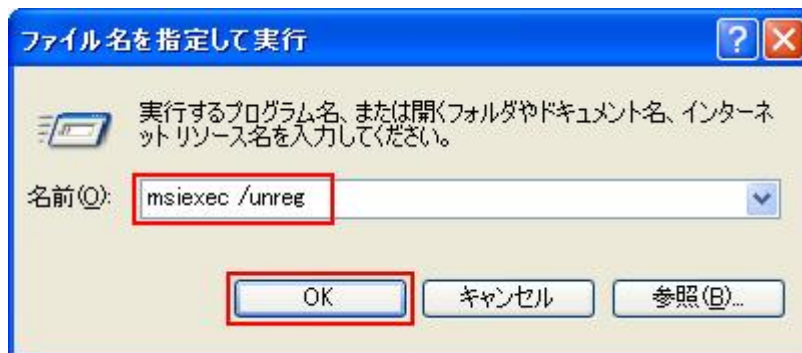 ファイル名を指定して実行
実行するプログラム名、または開くフォルダやドキュメント名、インターネ
ット リソース名を入力してください。
名前(O): msiexec /unreg
OK キャンセル 参照(B)...